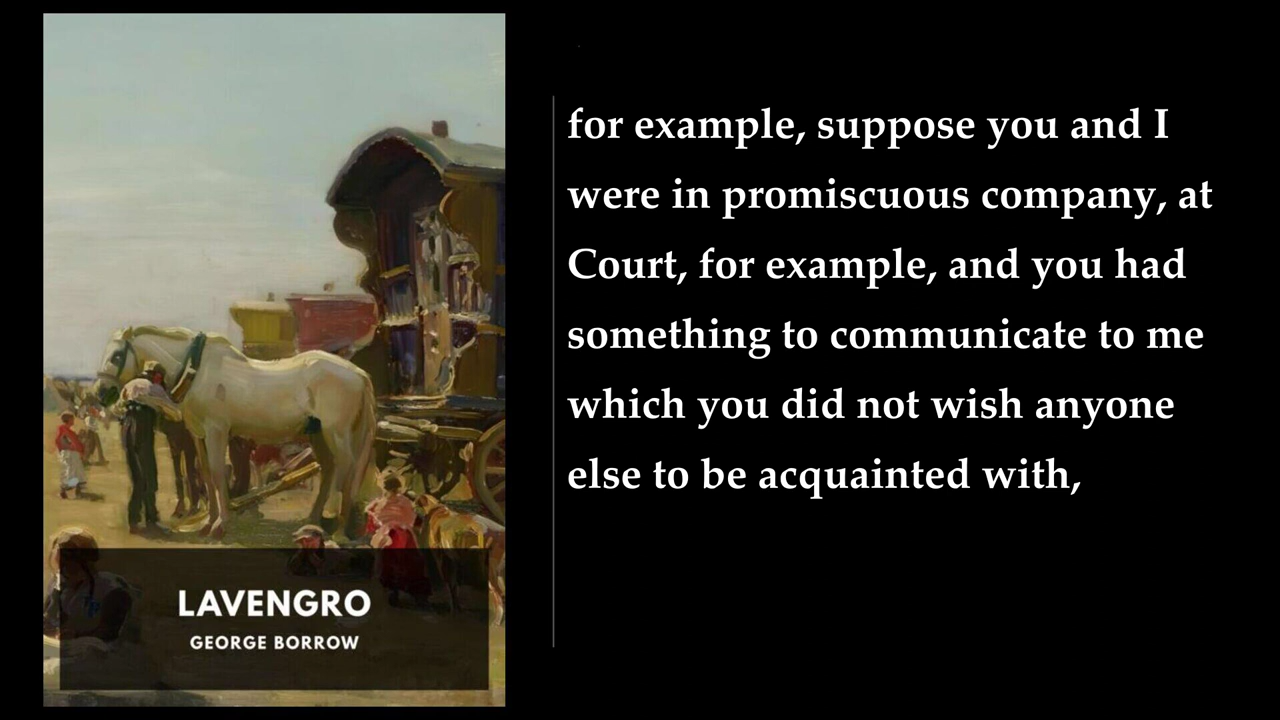 for example, suppose you and I
were in promiscuous company, at
Court, for example, and you had
something to communicate to me
which you did not wish anyone
else to be acquainted with,
LAVENGRO
GEORGE BORROW